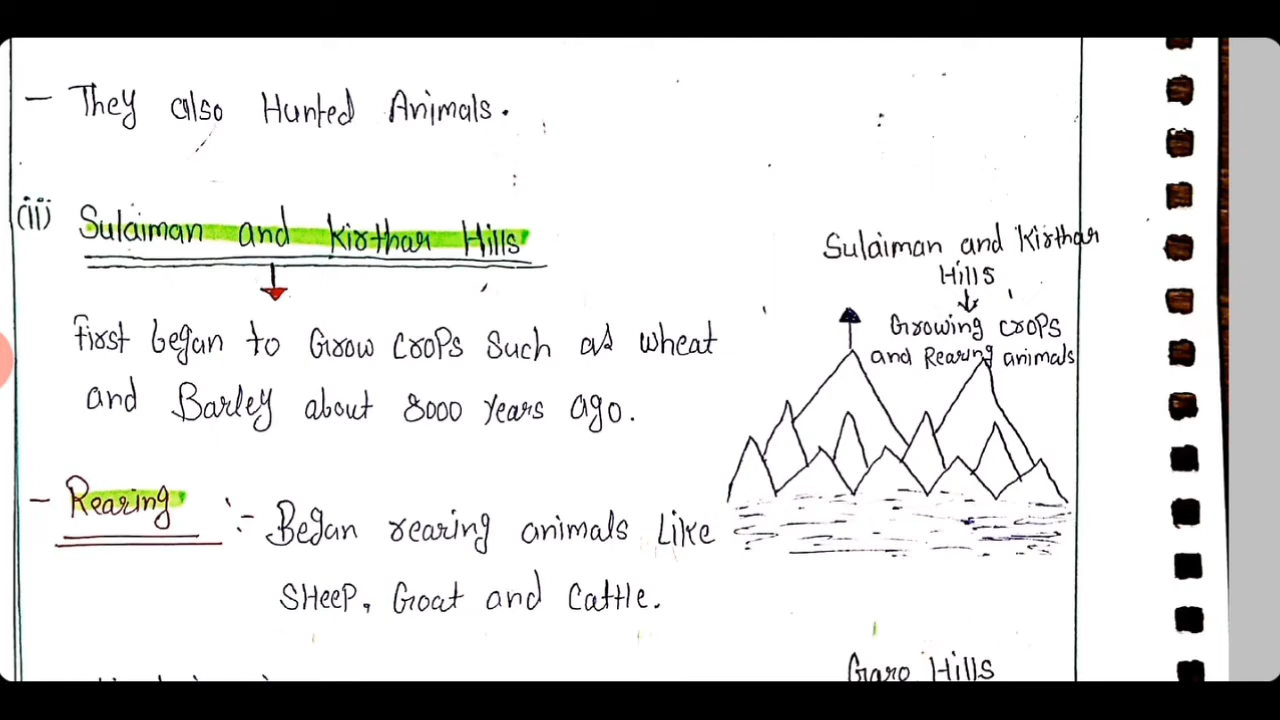 - They also Hunted Animals.
(ii) Sulaiman and Kirthar Hills
First began to Grow Crops Such as wheat
and Barley about 8000 years ago.
- Rearing :- Began rearing animals Like
SHeep, Goat and Cattle.
Sulaiman and Kirthar
Hills
Growing crops
and Rearing animals
Garo Hills